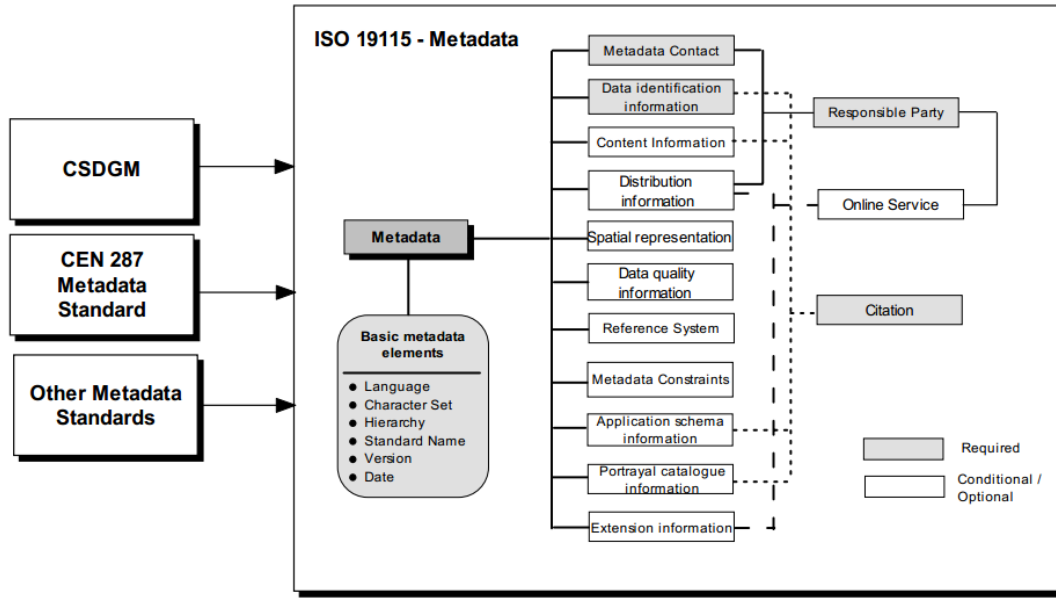 ISO 19115 - Metadata
CSDGM
CEN 287
Metadata
Standard
Other Metadata
Standards
Metadata
Basic metadata
elements
● Language
● Character Set
● Hierarchy
● Standard Name
● Version
● Date
Metadata Contact
Data identification
information
Content Information
Distribution
information
Spatial representation
Data quality
information
Reference System
Metadata Constraints
Application schema
information
Portrayal catalogue
information
Extension information
Responsible Party
Online Service
Citation
Required
Conditional /
Optional